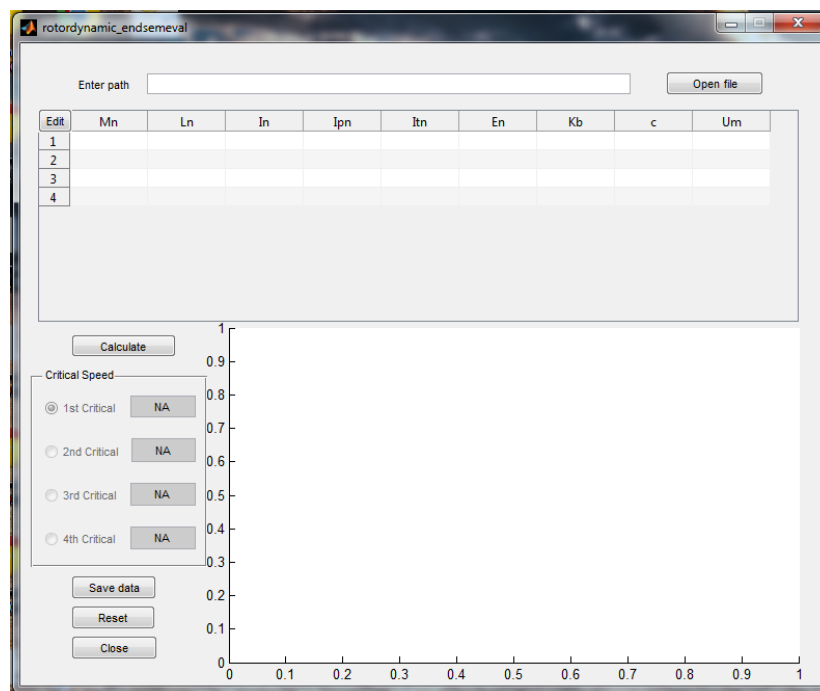 rotordynamic_endsemeval
Enter path Open file
Edit Mn Ln In Ipn Itn En Kb c Um
1
2
3
4
Calculate
Critical Speed
1st Critical NA
2nd Critical NA
3rd Critical NA
4th Critical NA
Save data
Reset
Close
1
0.9
0.8
0.7
0.6
0.5
0.4
0.3
0.2
0.1
0
0 0.1 0.2 0.3 0.4 0.5 0.6 0.7 0.8 0.9 1